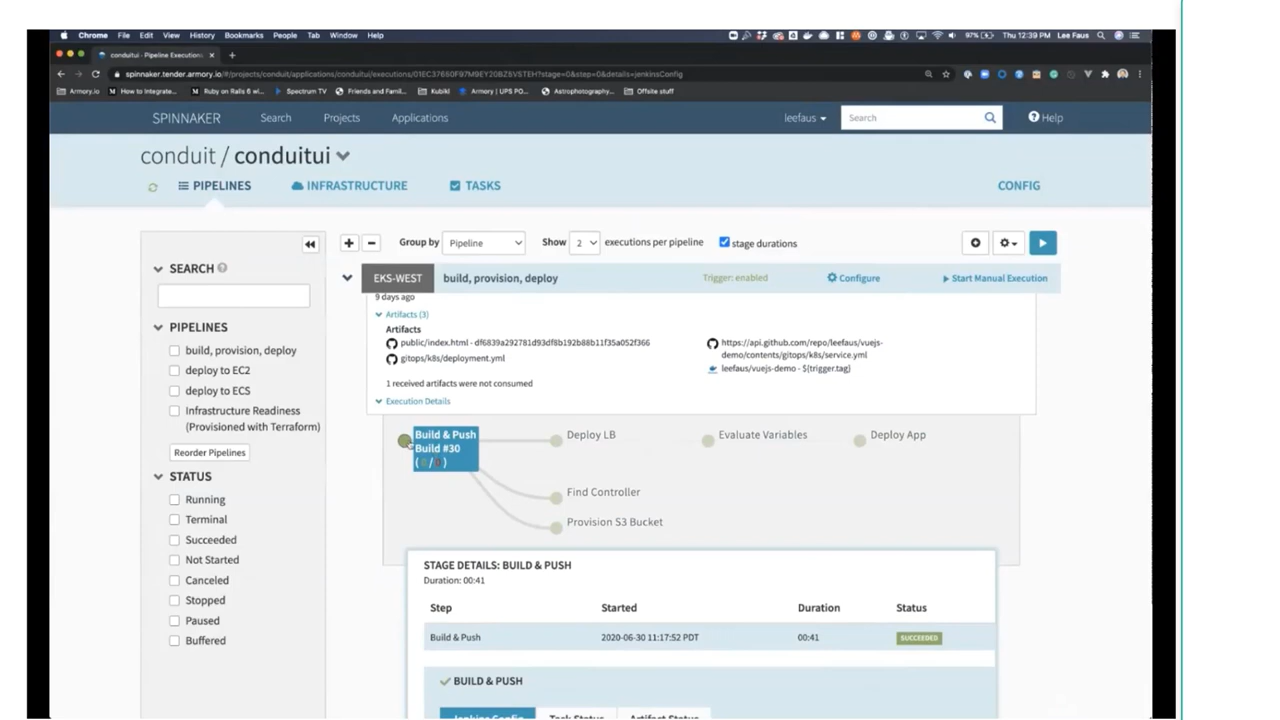 Chrome File Edit View History Bookmarks People Tab Window Help 97% Thu 12:39 PM Lee Faus
conduitui - Pipeline Executions
spinnaker.tender.armory.io/#/projects/conduit/applications/conduitui/executions/01EC37660F97M9EY20BZ6VSTEH?stage=0&step=0&details=jenkinsConfig
Armory.io How to Integrate... Ruby on Rails 6 wi... Spectrum TV Friends and Famil... Kubikl Armory | UPS PO... Astrophotography... Offsite stuff
SPINNAKER Search Projects Applications leefaus Search Help
conduit / conduitui
PIPELINES INFRASTRUCTURE TASKS CONFIG
Group by Pipeline Show 2 executions per pipeline stage durations
SEARCH
EKS-WEST build, provision, deploy Trigger: enabled Configure Start Manual Execution
9 days ago
Artifacts (3)
Artifacts
public/index.html - df6839a292781d93df8b192b88b11f35a052f366
gitops/k8s/deployment.yml
https://api.github.com/repo/leefaus/vuejs-
demo/contents/gitops/k8s/service.yml
leefaus/vuejs-demo - ${trigger.tag}
1 received artifacts were not consumed
Execution Details
PIPELINES
build, provision, deploy
deploy to EC2
deploy to ECS
Infrastructure Readiness
(Provisioned with Terraform)
Reorder Pipelines
STATUS
Running
Terminal
Succeeded
Not Started
Canceled
Stopped
Paused
Buffered
Build & Push
Build #30
Deploy LB Evaluate Variables Deploy App
Find Controller
Provision S3 Bucket
STAGE DETAILS: BUILD & PUSH
Duration: 00:41
Step Started Duration Status
Build & Push 2020-06-30 11:17:52 PDT 00:41 SUCCEEDED
BUILD & PUSH
Jenkins Config Task Status Artifact Status